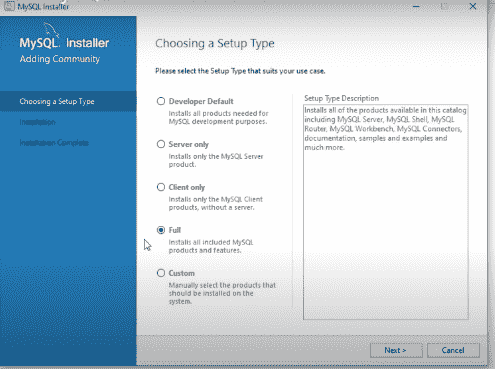 MySQL Installer
MySQL. Installer
Adding Community
Choosing a Setup Type
Installation
Installation Complete
Choosing a Setup Type
Please select the Setup Type that suits your use case.
Developer Default
Installs all products needed for
MySQL development purposes.
Server only
Installs only the MySQL Server
product.
Client only
Installs only the MySQL Client
products, without a server.
Full
Installs all included MySQL
products and features.
Custom
Manually select the products that
should be installed on the
system.
Setup Type Description
Installs all of the products available in this catalog
including MySQL Server, MySQL Shell, MySQL
Router, MySQL Workbench, MySQL Connectors,
documentation, samples and examples and
much more.
Next >
Cancel